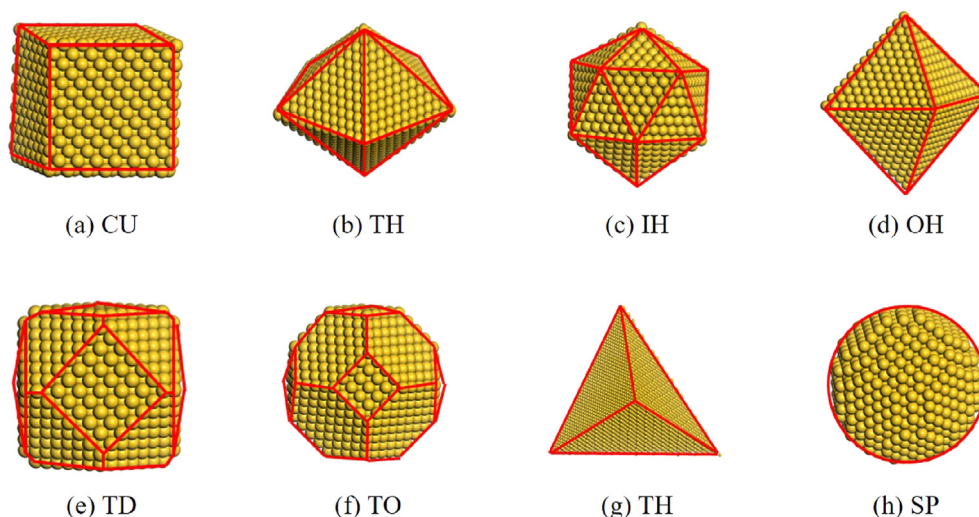 (a) CU
(b) TH
(c) IH
(d) OH
(e) TD
(f) TO
(g) TH
(h) SP